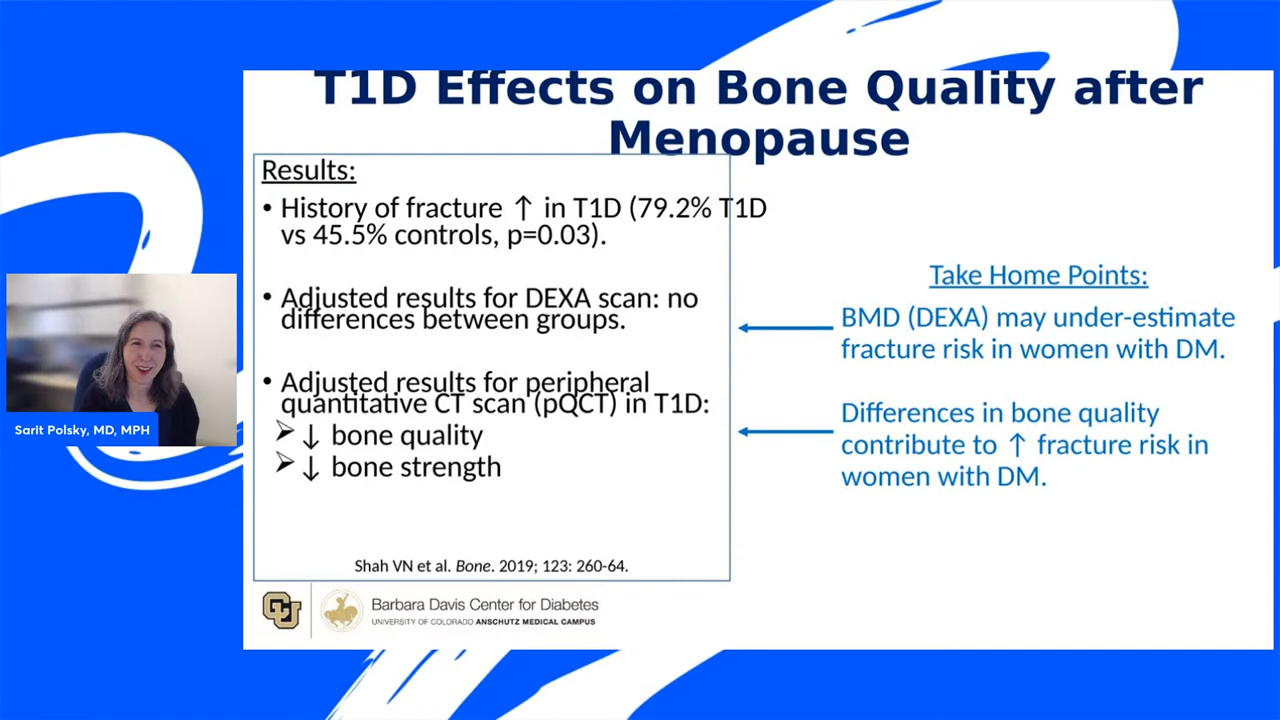 T1D Effects on Bone Quality after
Menopause
Results:
• History of fracture ↑ in T1D (79.2% T1D
vs 45.5% controls, p=0.03).
• Adjusted results for DEXA scan: no
differences between groups.
• Adjusted results for peripheral
quantitative CT scan (pQCT) in T1D:
➢ ↓ bone quality
➢ ↓ bone strength
Shah VN et al. Bone. 2019; 123: 260-64.
Take Home Points:
BMD (DEXA) may under-estimate
fracture risk in women with DM.
Differences in bone quality
contribute to ↑ fracture risk in
women with DM.
Sarit Polsky, MD, MPH
CU
Barbara Davis Center for Diabetes
UNIVERSITY OF COLORADO ANSCHUTZ MEDICAL CAMPUS